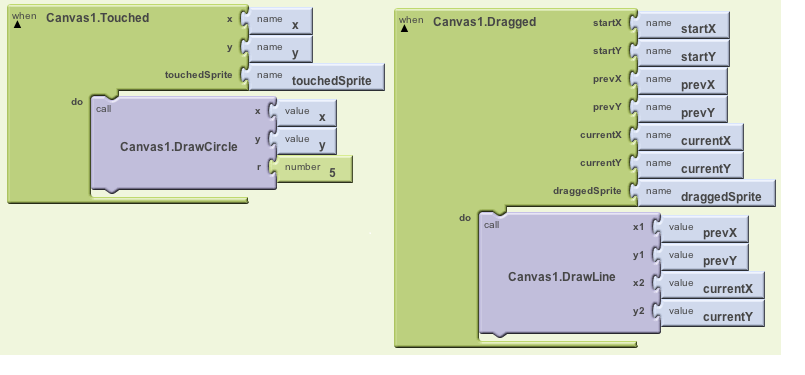 when Canvas1.Touched x name x
y name y
touchedSprite name touchedSprite
do call Canvas1.DrawCircle x value x
y value y
r number 5
when Canvas1.Dragged startX name startX
startY name startY
prevX name prevX
prevY name prevY
currentX name currentX
currentY name currentY
draggedSprite name draggedSprite
do call Canvas1.DrawLine x1 value prevX
y1 value prevY
x2 value currentX
y2 value currentY